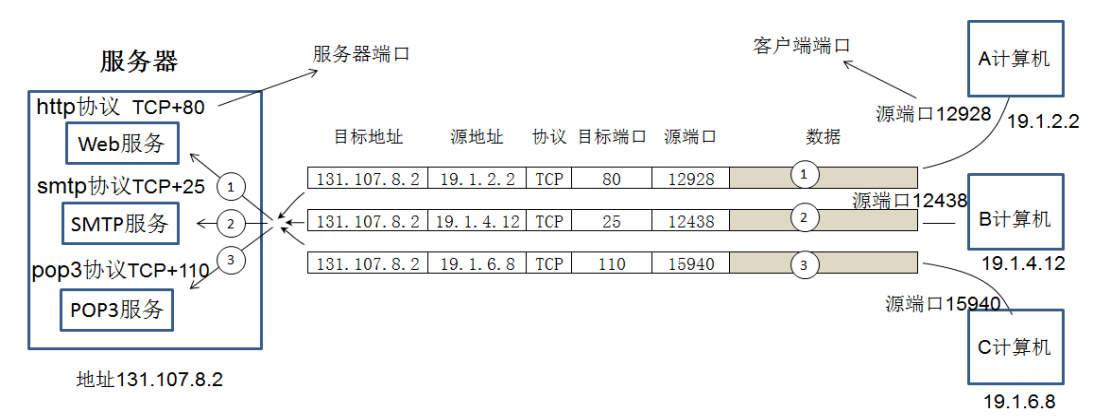 服务器
服务器端口
客户端端口
A计算机
http协议 TCP+80
源端口12928
19.1.2.2
Web服务
目标地址 源地址 协议 目标端口 源端口 数据
1
131.107.8.2 19.1.2.2 TCP 80 12928 1
smtp协议TCP+25
源端口12438
SMTP服务
2
131.107.8.2 19.1.4.12 TCP 25 12438 2
B计算机
pop3协议TCP+110
3
131.107.8.2 19.1.6.8 TCP 110 15940 3
19.1.4.12
POP3服务
源端口15940
C计算机
地址131.107.8.2
19.1.6.8